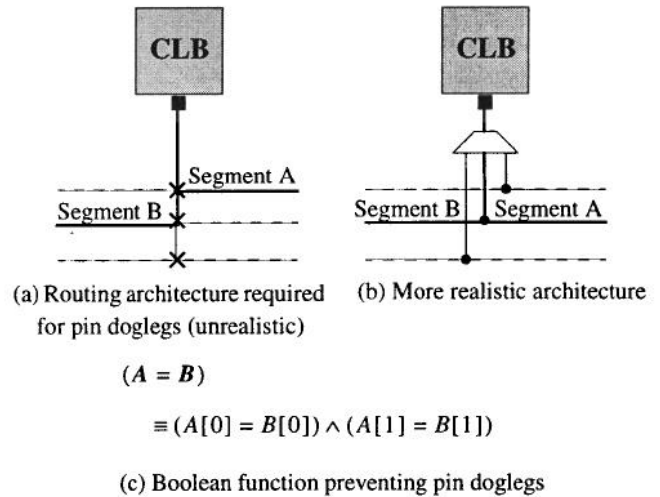 CLB
CLB
Segment A
Segment B
Segment B
Segment A
(a) Routing architecture required
for pin doglegs (unrealistic)
(b) More realistic architecture
(A = B)
≡ (A[0] = B[0]) ∧ (A[1] = B[1])
(c) Boolean function preventing pin doglegs